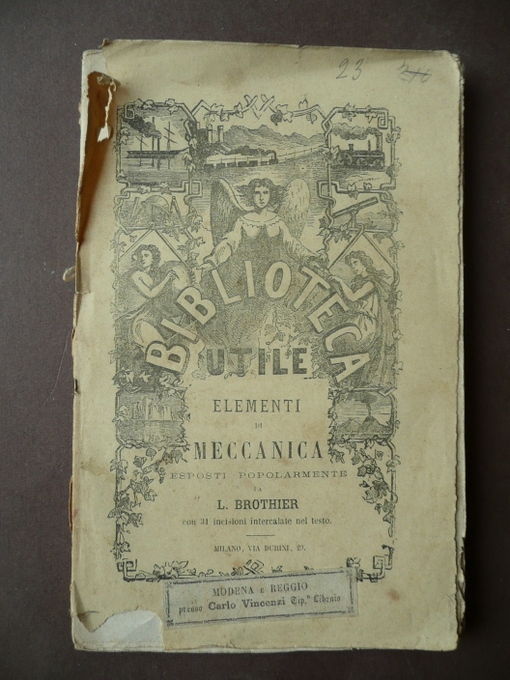 23
BIBLIOTECA
UTILE
ELEMENTI
DI
MECCANICA
ESPOSTI POPOLARMENTE
DA
L. BROTHIER
con 31 incisioni intercalate nel testo.
MILANO, VIA DURINI, 29.
MODENA E REGGIO
presso Carlo Vincenzi Tip.º Libraio